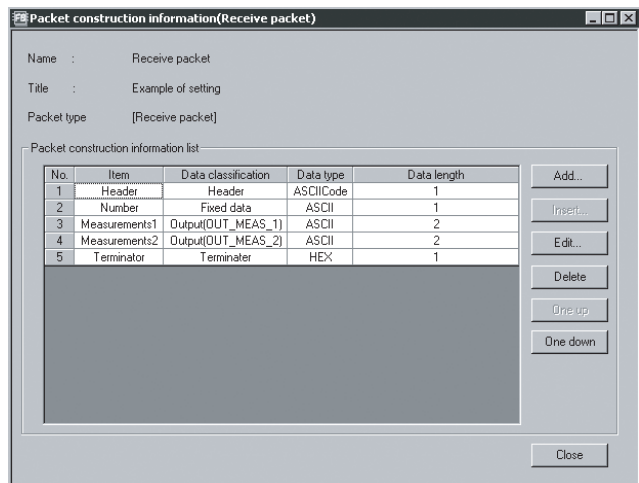 FB Packet construction information(Receive packet)
Name : Receive packet
Title : Example of setting
Packet type [Receive packet]
Packet construction information list
No. Item Data classification Data type Data length
1 Header Header ASCIICode 1
2 Number Fixed data ASCII 1
3 Measurements1 Output(OUT_MEAS_1) ASCII 2
4 Measurements2 Output(OUT_MEAS_2) ASCII 2
5 Terminator Terminater HEX 1
Add...
Insert...
Edit...
Delete
One up
One down
Close